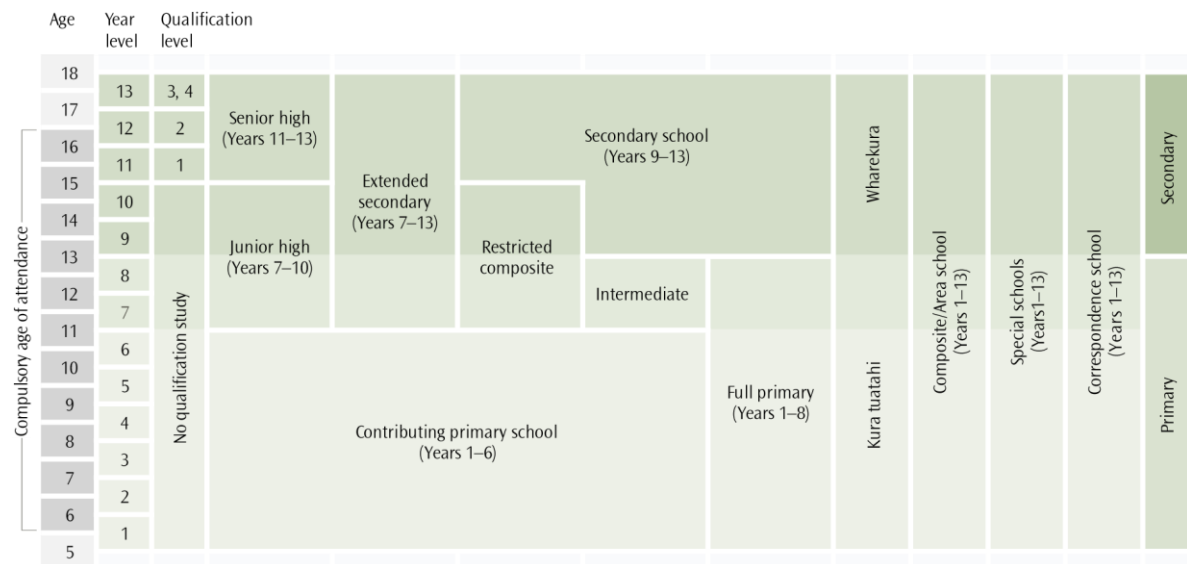 Age
Year
level
Qualification
level
18
17
16
15
14
13
12
11
10
9
8
7
6
5
Compulsory age of attendance
13
12
11
10
9
8
7
6
5
4
3
2
1
3, 4
2
1
No qualification study
Senior high
(Years 11–13)
Junior high
(Years 7–10)
Extended
secondary
(Years 7–13)
Secondary school
(Years 9–13)
Restricted
composite
Intermediate
Contributing primary school
(Years 1–6)
Full primary
(Years 1–8)
Wharekura
Kura tuatahi
Composite/Area school
(Years 1–13)
Special schools
(Years1–13)
Correspondence school
(Years 1–13)
Secondary
Primary